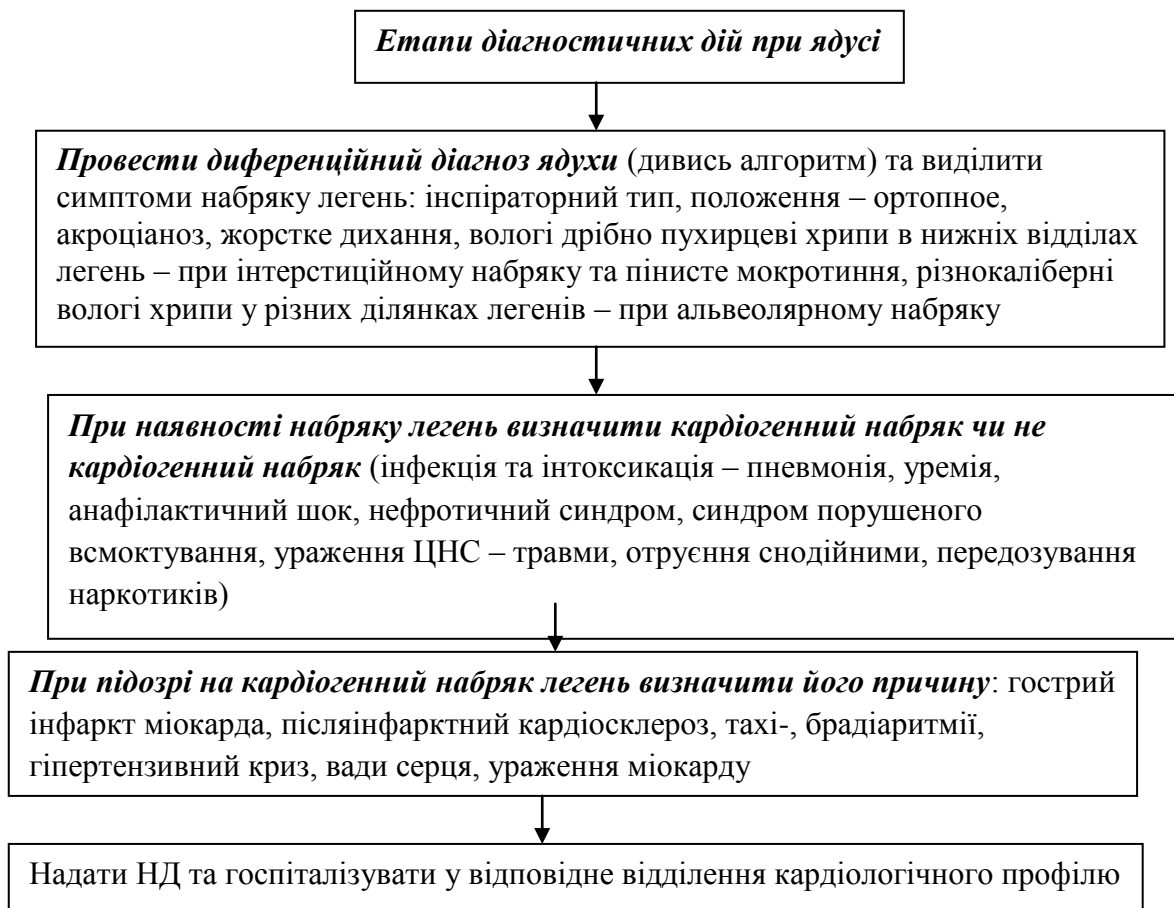 Етапи діагностичних дій при ядусі
Провести диференційний діагноз ядухи (дивись алгоритм) та виділити
симптоми набряку легень: інспіраторний тип, положення – ортопное,
акроціаноз, жорстке дихання, вологі дрібно пухирцеві хрипи в нижніх відділах
легень – при інтерстиційному набряку та пінисте мокротиння, різнокаліберні
вологі хрипи у різних ділянках легенів – при альвеолярному набряку
При наявності набряку легень визначити кардіогенний набряк чи не
кардіогенний набряк (інфекція та інтоксикація – пневмонія, уремія,
анафілактичний шок, нефротичний синдром, синдром порушеного
всмоктування, ураження ЦНС – травми, отруєння снодійними, передозування
наркотиків)
При підозрі на кардіогенний набряк легень визначити його причину: гострий
інфаркт міокарда, післяінфарктний кардіосклероз, тахі-, брадіаритмії,
гіпертензивний криз, вади серця, ураження міокарду
Надати НД та госпіталізувати у відповідне відділення кардіологічного профілю